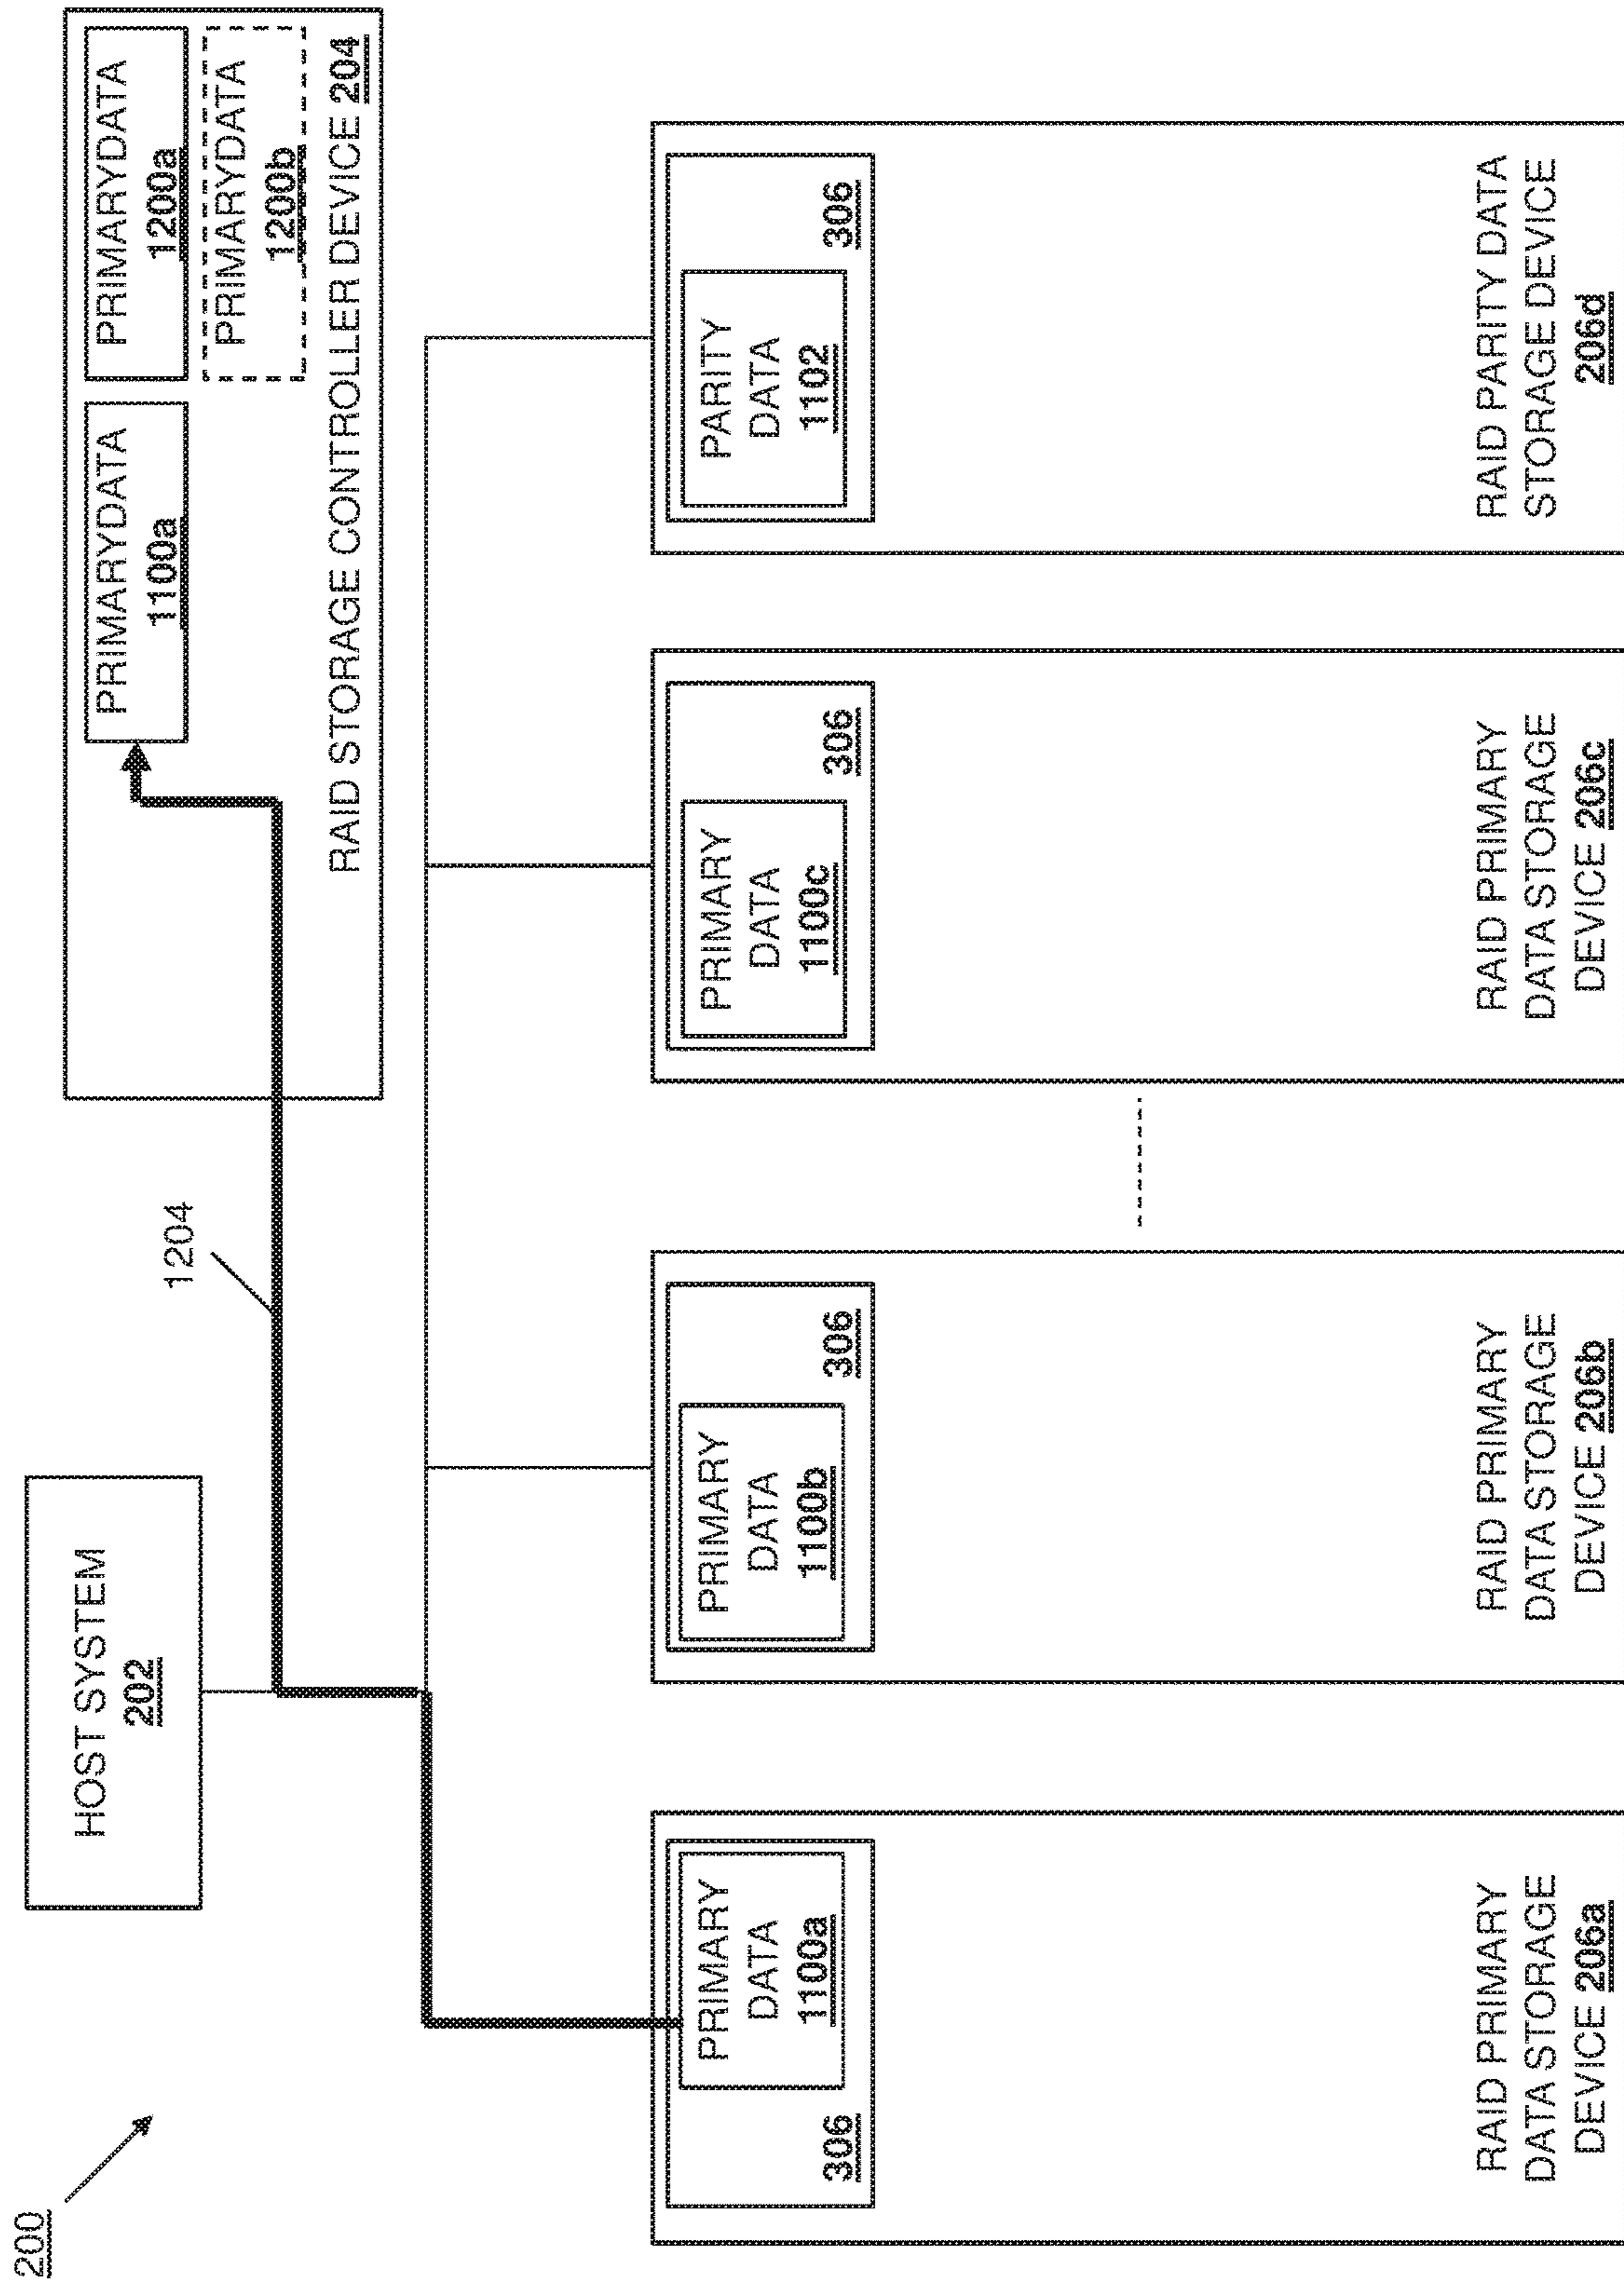 200
HOST SYSTEM
202
1204
PRIMARYDATA
1100a
PRIMARYDATA
1200a
PRIMARYDATA
1200b
RAID STORAGE CONTROLLER DEVICE 204
306
PRIMARY
DATA
1100a
RAID PRIMARY
DATA STORAGE
DEVICE 206a
PRIMARY
DATA
1100b
306
RAID PRIMARY
DATA STORAGE
DEVICE 206b
PRIMARY
DATA
1100c
306
RAID PRIMARY
DATA STORAGE
DEVICE 206c
PARITY
DATA
1102
306
RAID PARITY DATA
STORAGE DEVICE
206d